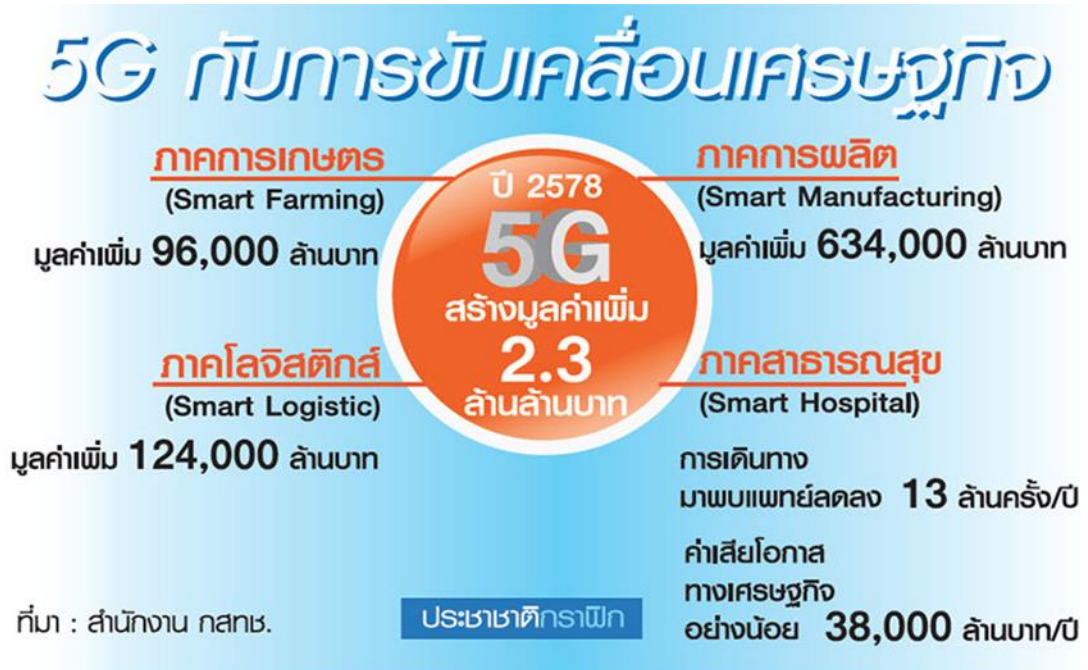 5G กับการขับเคลื่อนเศรษฐกิจ
ภาคการเกษตร
(Smart Farming)
มูลค่าเพิ่ม 96,000 ล้านบาท
ปี 2578
5G
สร้างมูลค่าเพิ่ม
2.3
ล้านล้านบาท
ภาคการผลิต
(Smart Manufacturing)
มูลค่าเพิ่ม 634,000 ล้านบาท
ภาคโลจิสติกส์
(Smart Logistic)
มูลค่าเพิ่ม 124,000 ล้านบาท
ภาคสาธารณสุข
(Smart Hospital)
การเดินทาง
มาพบแพทย์ลดลง 13 ล้านครั้ง/ปี
ค่าเสียโอกาส
ทางเศรษฐกิจ
อย่างน้อย 38,000 ล้านบาท/ปี
ที่มา : สำนักงาน กสทช.
ประชาชาติกราฟิก